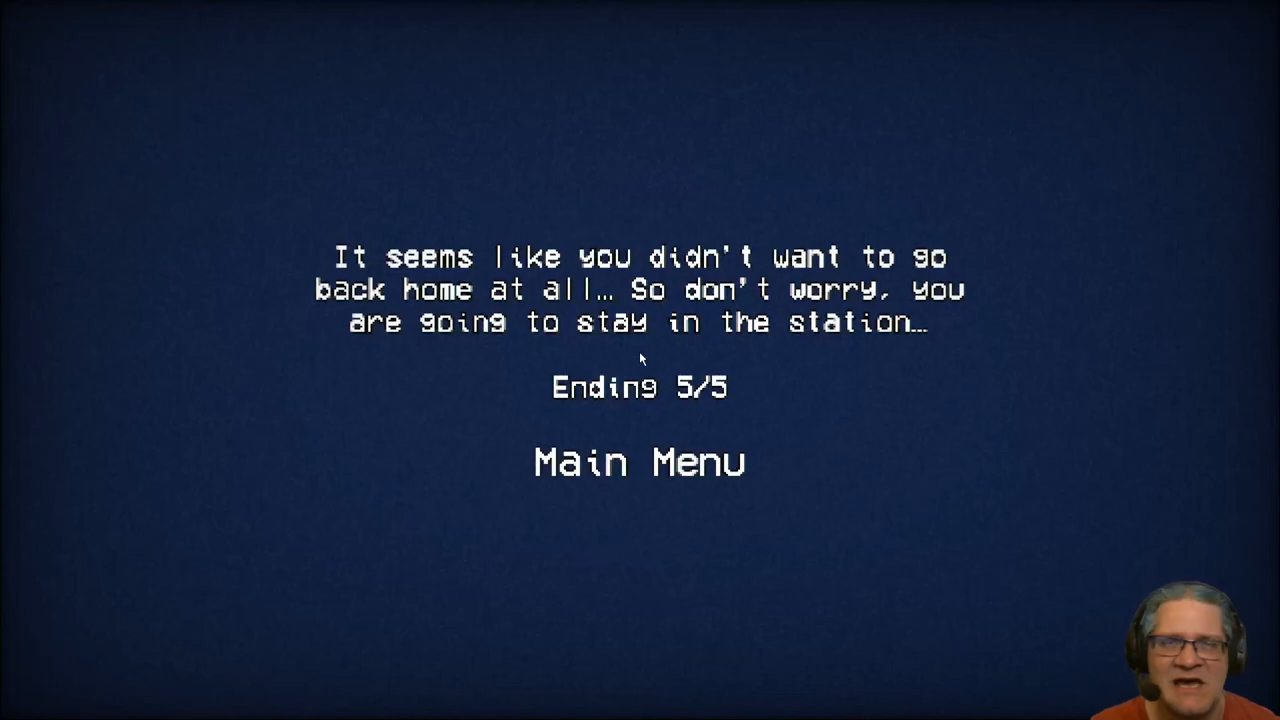 It seems like you didn't want to go
back home at all… So don't worry, you
are going to stay in the station…
Ending 5/5
Main Menu